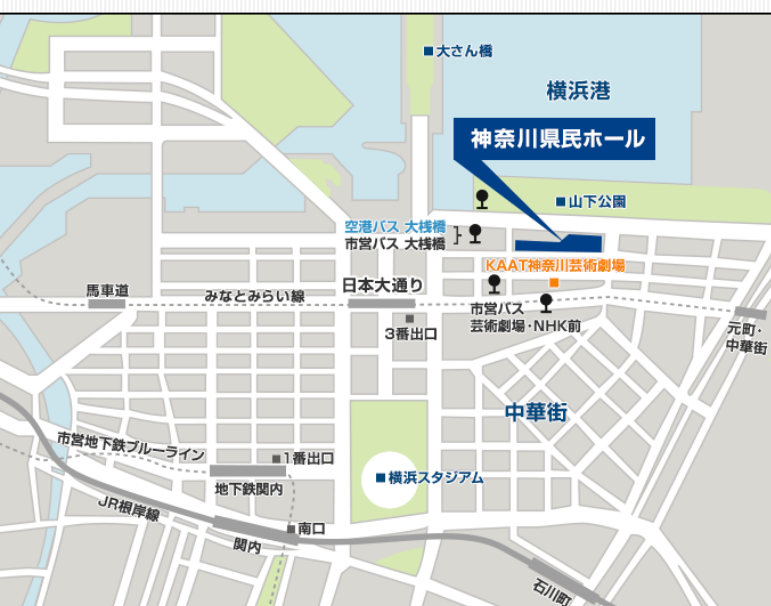 大さん橋
横浜港
神奈川県民ホール
山下公園
空港バス 大桟橋
市営バス 大桟橋
KAAT神奈川芸術劇場
日本大通り
馬車道
みなとみらい線
市営バス
芸術劇場・NHK前
3番出口
元町・
中華街
中華街
市営地下鉄ブルーライン
1番出口
地下鉄関内
横浜スタジアム
JR根岸線
南口
関内
石川町